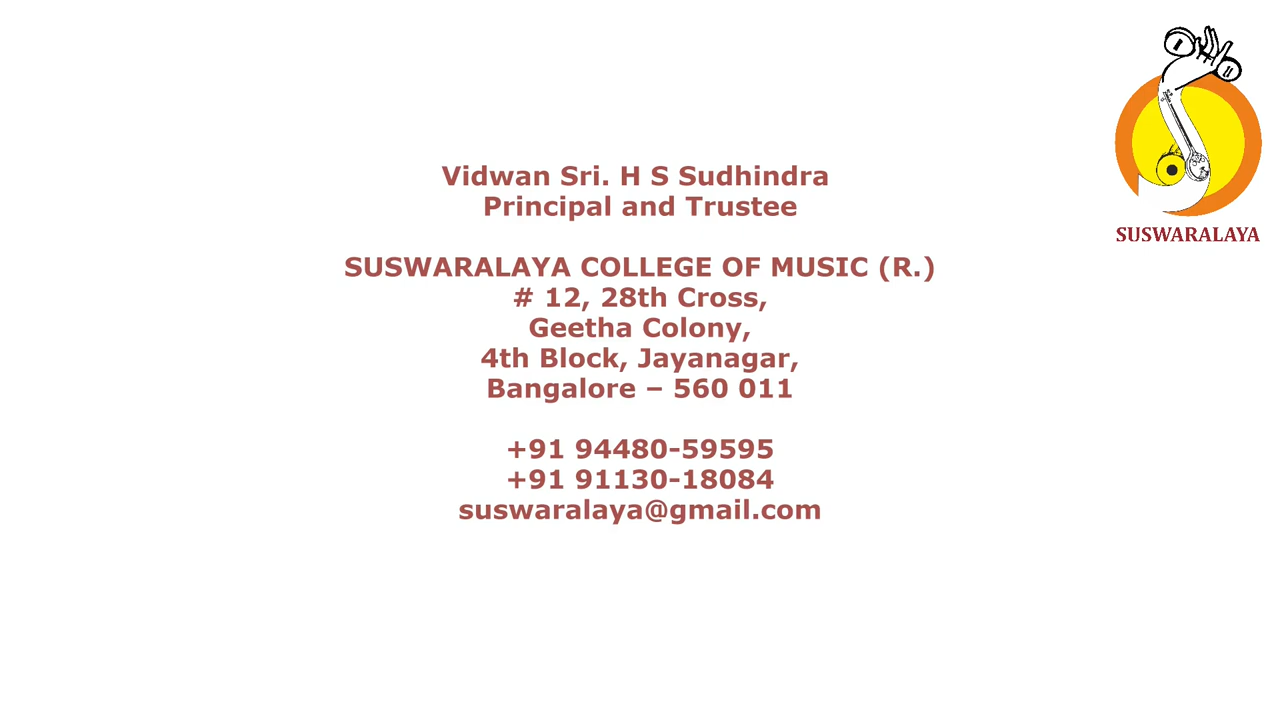 Vidwan Sri. H S Sudhindra
Principal and Trustee
SUSWARALAYA COLLEGE OF MUSIC (R.)
# 12, 28th Cross,
Geetha Colony,
4th Block, Jayanagar,
Bangalore – 560 011
+91 94480-59595
+91 91130-18084
suswaralaya@gmail.com
SUSWARALAYA